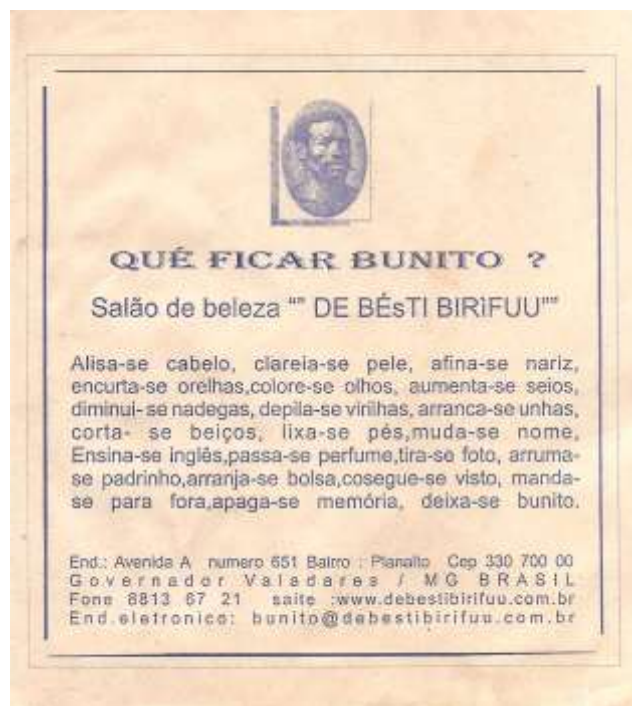 QUÉ FICAR BUNITO ?
Salão de beleza “” DE BÉsTI BIRìFUU””
Alisa-se cabelo, clareia-se pele, afina-se nariz,
encurta-se orelhas,colore-se olhos, aumenta-se seios,
diminui- se nadegas, depila-se virilhas, arranca-se unhas,
corta- se beiços, lixa-se pés,muda-se nome,
Ensina-se inglês,passa-se perfume,tira-se foto, arruma-
se padrinho,arranja-se bolsa,cosegue-se visto, manda-
se para fora,apaga-se memória, deixa-se bunito.
End.: Avenida A numero 651 Bairro : Planalto Cep 330 700 00
Governador Valadares / MG BRASIL
Fone 8813 67 21 saite :www.debestibirifuu.com.br
End.eletronico: bunito@debestibirifuu.com.br